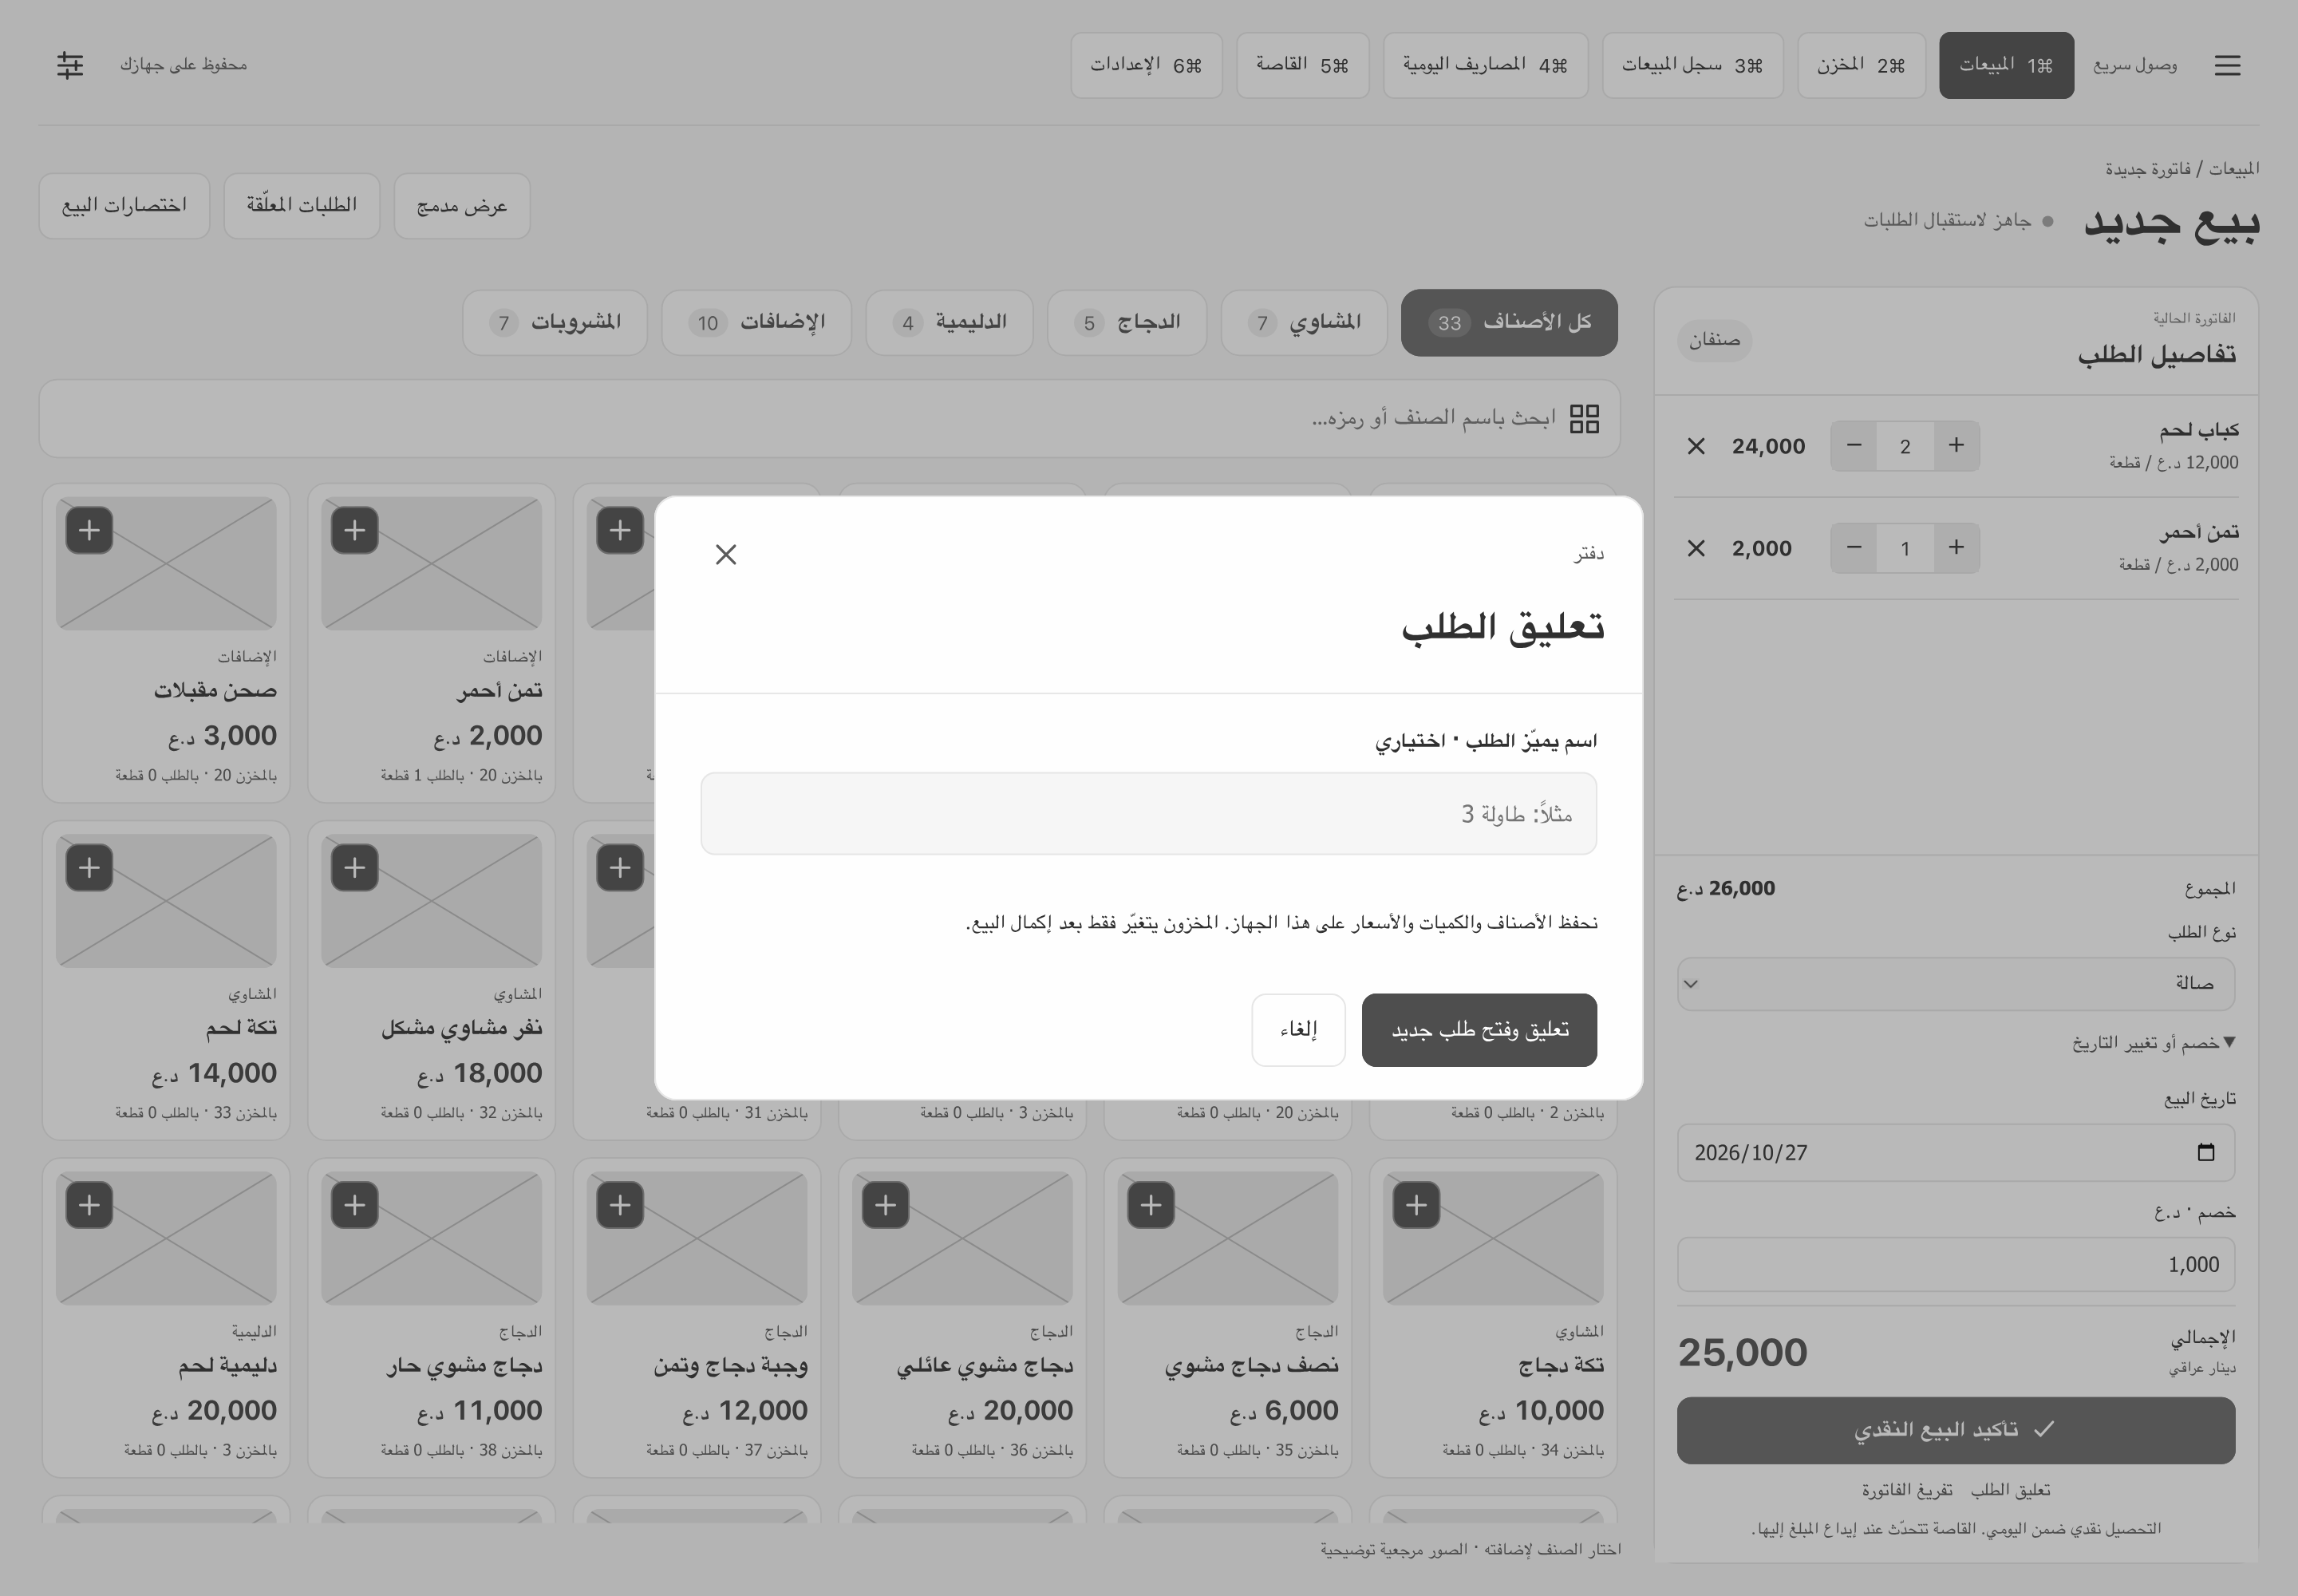 وصول سريع
⌘1 المبيعات
⌘2 المخزن
⌘3 سجل المبيعات
⌘4 المصاريف اليومية
⌘5 القاصة
⌘6 الإعدادات
محفوظ على جهازك
المبيعات / فاتورة جديدة
بيع جديد
جاهز لاستقبال الطلبات
عرض مدمج
الطلبات المعلّقة
اختصارات البيع
الفاتورة الحالية
تفاصيل الطلب
صنفان
كباب لحم
12,000 د.ع / قطعة
+ 2 −
24,000
تمن أحمر
2,000 د.ع / قطعة
+ 1 −
2,000
المجموع
26,000 د.ع
نوع الطلب
صالة
خصم أو تغيير التاريخ
تاريخ البيع
2026/10/27
خصم · د.ع
1,000
الإجمالي
دينار عراقي
25,000
تأكيد البيع النقدي
تعليق الطلب
تفريغ الفاتورة
التحصيل نقدي ضمن اليومي. القاصة تتحدّث عند إيداع المبلغ إليها.
كل الأصناف 33
المشاوي 7
الدجاج 5
الدليمية 4
الإضافات 10
المشروبات 7
ابحث باسم الصنف أو رمزه...
دفتر
تعليق الطلب
اسم يميّز الطلب · اختياري
مثلاً: طاولة 3
نحفظ الأصناف والكميات والأسعار على هذا الجهاز. المخزون يتغيّر فقط بعد إكمال البيع.
تعليق وفتح طلب جديد
إلغاء
الإضافات
تمن أحمر
2,000 د.ع
بالمخزن 20 · بالطلب 1 قطعة
الإضافات
صحن مقبلات
3,000 د.ع
بالمخزن 20 · بالطلب 0 قطعة
بالمخزن 2 · بالطلب 0 قطعة
بالمخزن 20 · بالطلب 0 قطعة
بالمخزن 3 · بالطلب 0 قطعة
بالمخزن 31 · بالطلب 0 قطعة
المشاوي
نفر مشاوي مشكل
18,000 د.ع
بالمخزن 32 · بالطلب 0 قطعة
المشاوي
تكة لحم
14,000 د.ع
بالمخزن 33 · بالطلب 0 قطعة
المشاوي
تكة دجاج
10,000 د.ع
بالمخزن 34 · بالطلب 0 قطعة
الدجاج
نصف دجاج مشوي
6,000 د.ع
بالمخزن 35 · بالطلب 0 قطعة
الدجاج
دجاج مشوي عائلي
20,000 د.ع
بالمخزن 36 · بالطلب 0 قطعة
الدجاج
وجبة دجاج وتمن
12,000 د.ع
بالمخزن 37 · بالطلب 0 قطعة
الدجاج
دجاج مشوي حار
11,000 د.ع
بالمخزن 38 · بالطلب 0 قطعة
الدليمية
دليمية لحم
20,000 د.ع
بالمخزن 3 · بالطلب 0 قطعة
اختار الصنف لإضافته · الصور مرجعية توضيحية